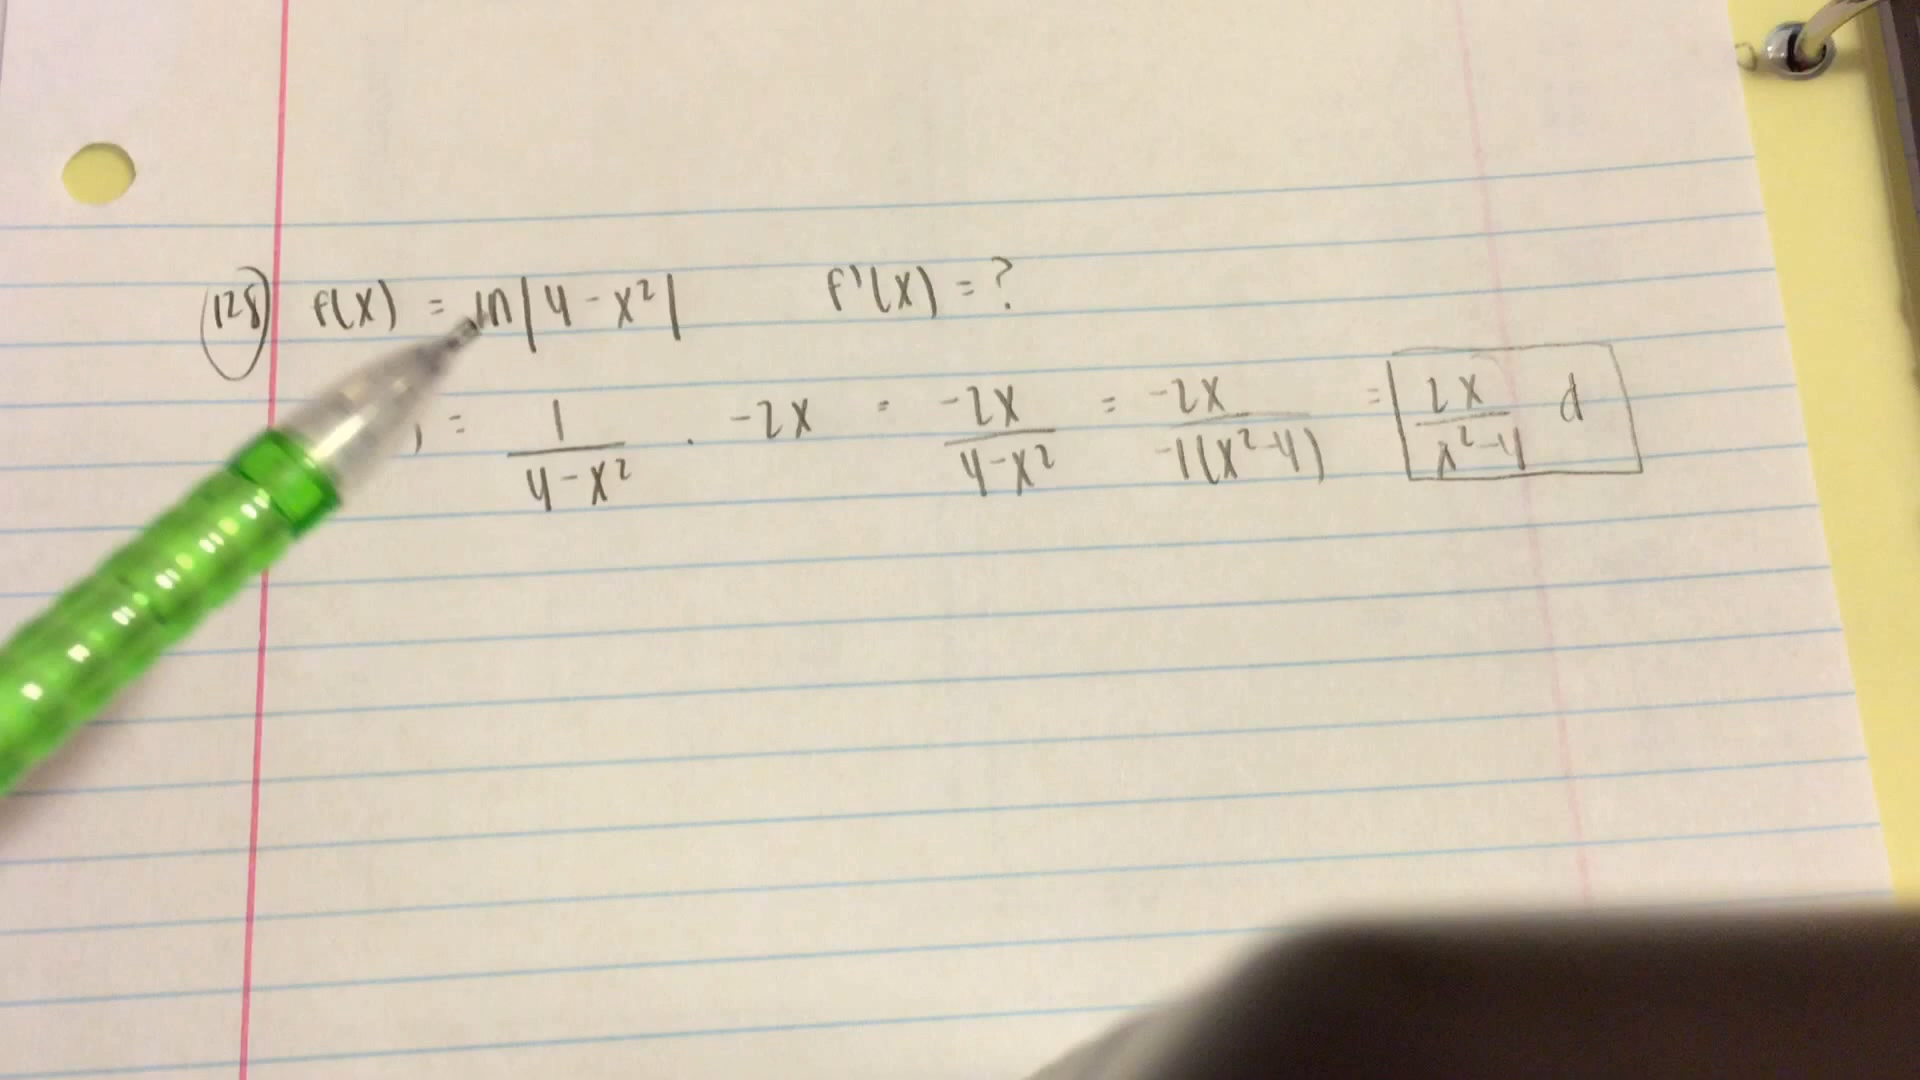 128 f(x) = ln|4 - x²| f'(x) = ?
) = 1/(4-x²) · -2x = -2x/(4-x²) = -2x/(-1(x²-4)) = 2x/(x²-4) d